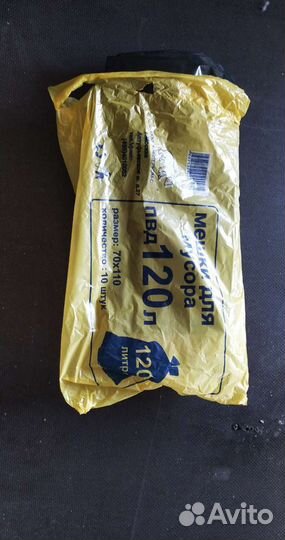 Мешки для
мусора
ПВД 120 л
размер: 70х110
количество: 10 штук
120
литр
Avito